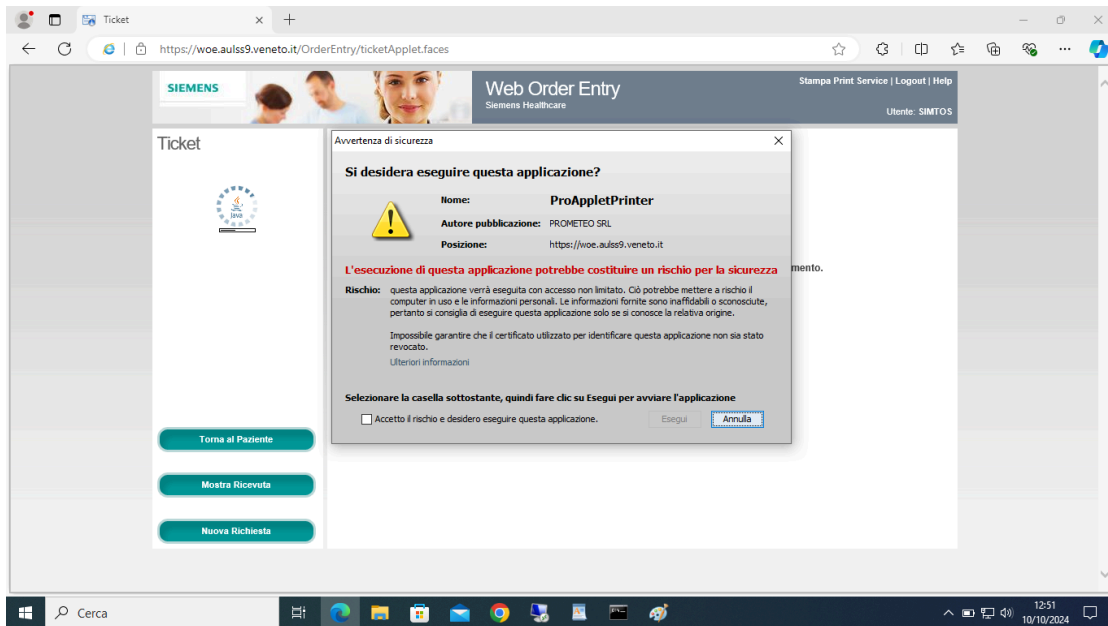 Ticket
https://woe.aulss9.veneto.it/OrderEntry/ticketApplet.faces
SIEMENS
Web Order Entry
Siemens Healthcare
Stampa Print Service | Logout | Help
Utente: SIMTOS
Ticket
Java
Avvertenza di sicurezza
Si desidera eseguire questa applicazione?
Nome: ProAppletPrinter
Autore pubblicazione: PROMETEO SRL
Posizione: https://woe.aulss9.veneto.it
L'esecuzione di questa applicazione potrebbe costituire un rischio per la sicurezza
mento.
Rischio: questa applicazione verrà eseguita con accesso non limitato. Ciò potrebbe mettere a rischio il
computer in uso e le informazioni personali. Le informazioni fornite sono inaffidabili o sconosciute,
pertanto si consiglia di eseguire questa applicazione solo se si conosce la relativa origine.
Impossibile garantire che il certificato utilizzato per identificare questa applicazione non sia stato
revocato.
Ulteriori informazioni
Selezionare la casella sottostante, quindi fare clic su Esegui per avviare l'applicazione
Accetto il rischio e desidero eseguire questa applicazione.
Esegui
Annulla
Torna al Paziente
Mostra Ricevuta
Nuova Richiesta
Cerca
12:51
10/10/2024